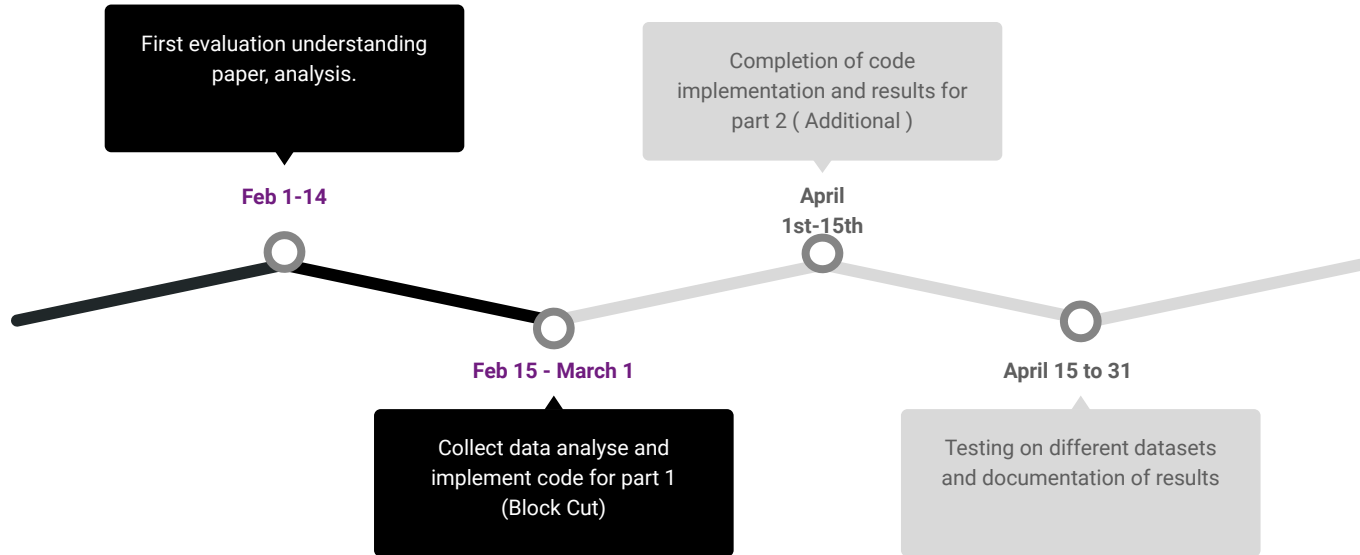 First evaluation understanding
paper, analysis.
Feb 1-14
Collect data analyse and
implement code for part 1
(Block Cut)
Feb 15 - March 1
Completion of code
implementation and results for
part 2 ( Additional )
April
1st-15th
April 15 to 31
Testing on different datasets
and documentation of results